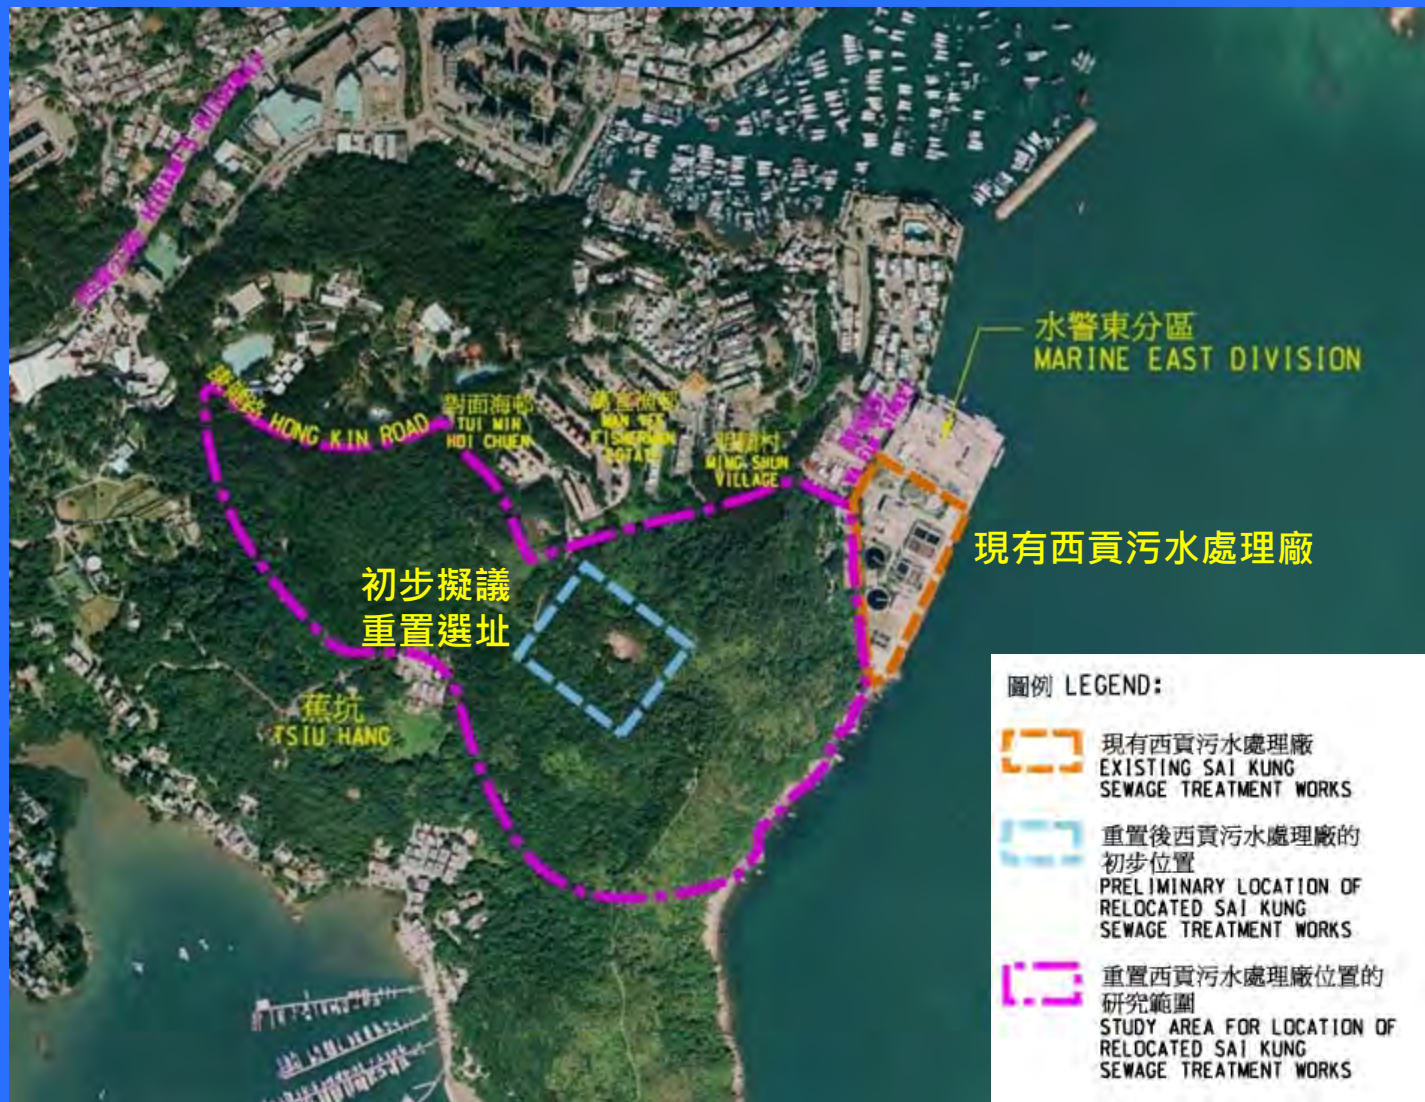 HIRAM'S HIGHWAY
水警東分區
MARINE EAST DIVISION
HONG KIN ROAD
對面海邨
TUI MIN
HOI CHUEN
MAN YEE
FISHERMEN
ESTATE
明順村
MING SHUN
VILLAGE
現有西貢污水處理廠
初步擬議
重置選址
蕉坑
TSIU HANG
圖例 LEGEND:
現有西貢污水處理廠
EXISTING SAI KUNG
SEWAGE TREATMENT WORKS
重置後西貢污水處理廠的
初步位置
PRELIMINARY LOCATION OF
RELOCATED SAI KUNG
SEWAGE TREATMENT WORKS
重置西貢污水處理廠位置的
研究範圍
STUDY AREA FOR LOCATION OF
RELOCATED SAI KUNG
SEWAGE TREATMENT WORKS